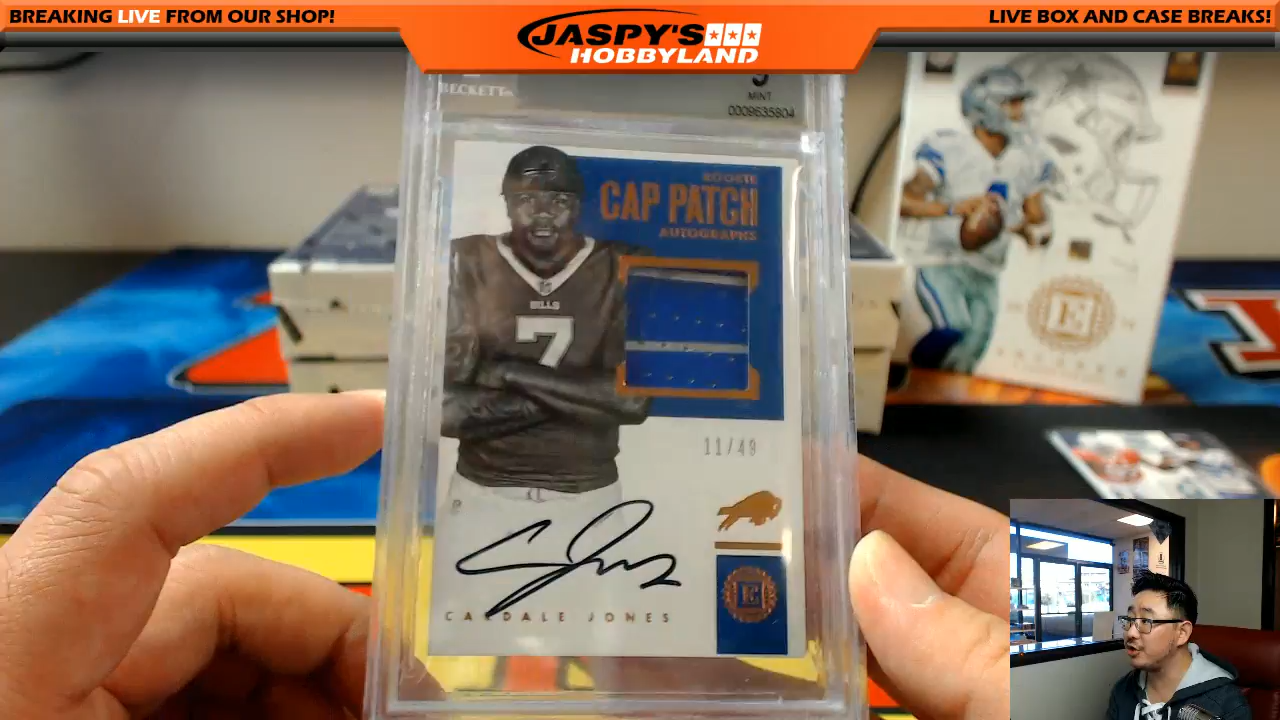 BREAKING LIVE FROM OUR SHOP!
JASPY'S
HOBBYLAND
LIVE BOX AND CASE BREAKS!
BECKETT
9
MINT
0009635804
ROOKIE
CAP PATCH
AUTOGRAPHS
BILLS
7
11/49
CARDALE JONES
E
E